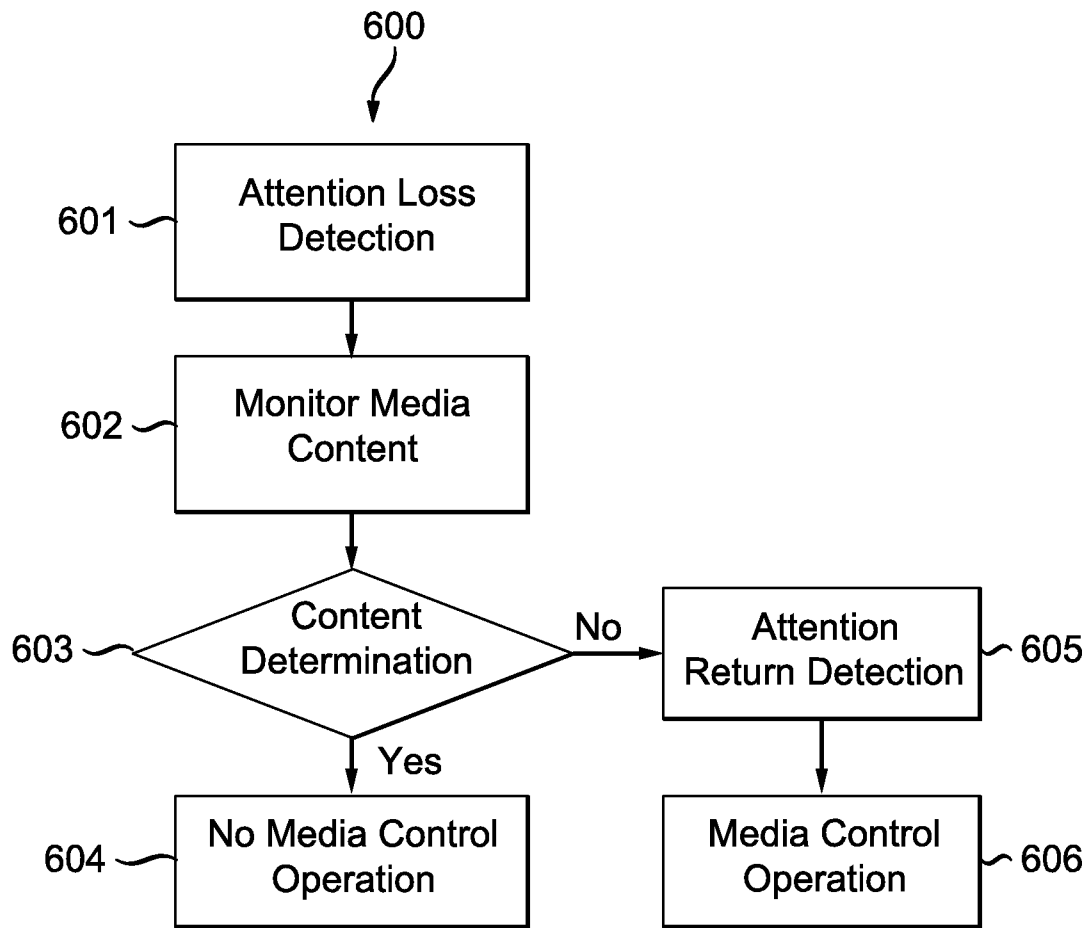 600
601
Attention Loss
Detection
602
Monitor Media
Content
603
Content
Determination
No
Yes
Attention
Return Detection
605
604
No Media Control
Operation
Media Control
Operation
606